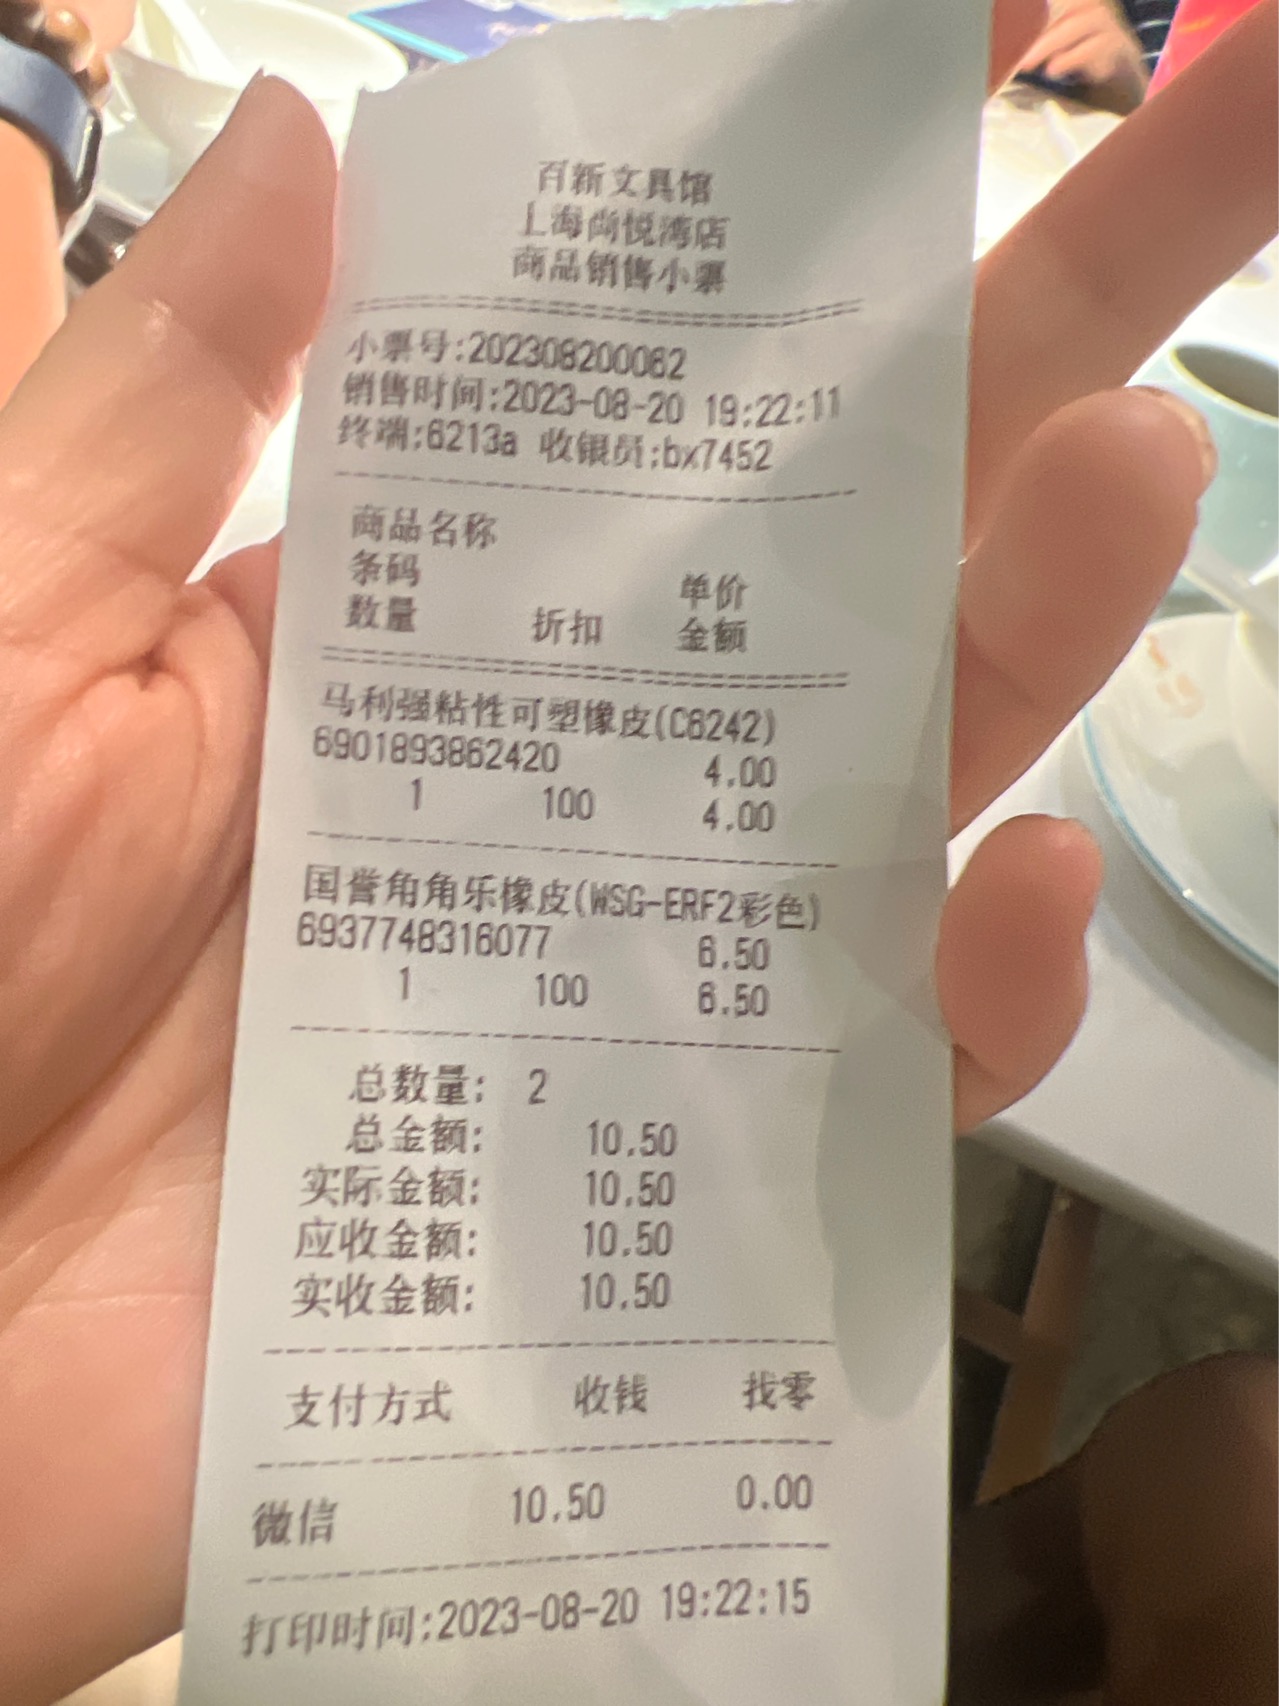 百新文具馆
上海尚悦湾店
商品销售小票
小票号:202308200082
销售时间:2023-08-20 19:22:11
终端:6213a 收银员:bx7452
商品名称
条码 单价
数量 折扣 金额
马利强粘性可塑橡皮(C6242)
6901893862420 4.00
1 100 4.00
国誉角角乐橡皮(WSG-ERF2彩色)
6937748316077 6.50
1 100 6.50
总数量: 2
总金额: 10.50
实际金额: 10.50
应收金额: 10.50
实收金额: 10.50
支付方式 收钱 找零
微信 10.50 0.00
打印时间:2023-08-20 19:22:15